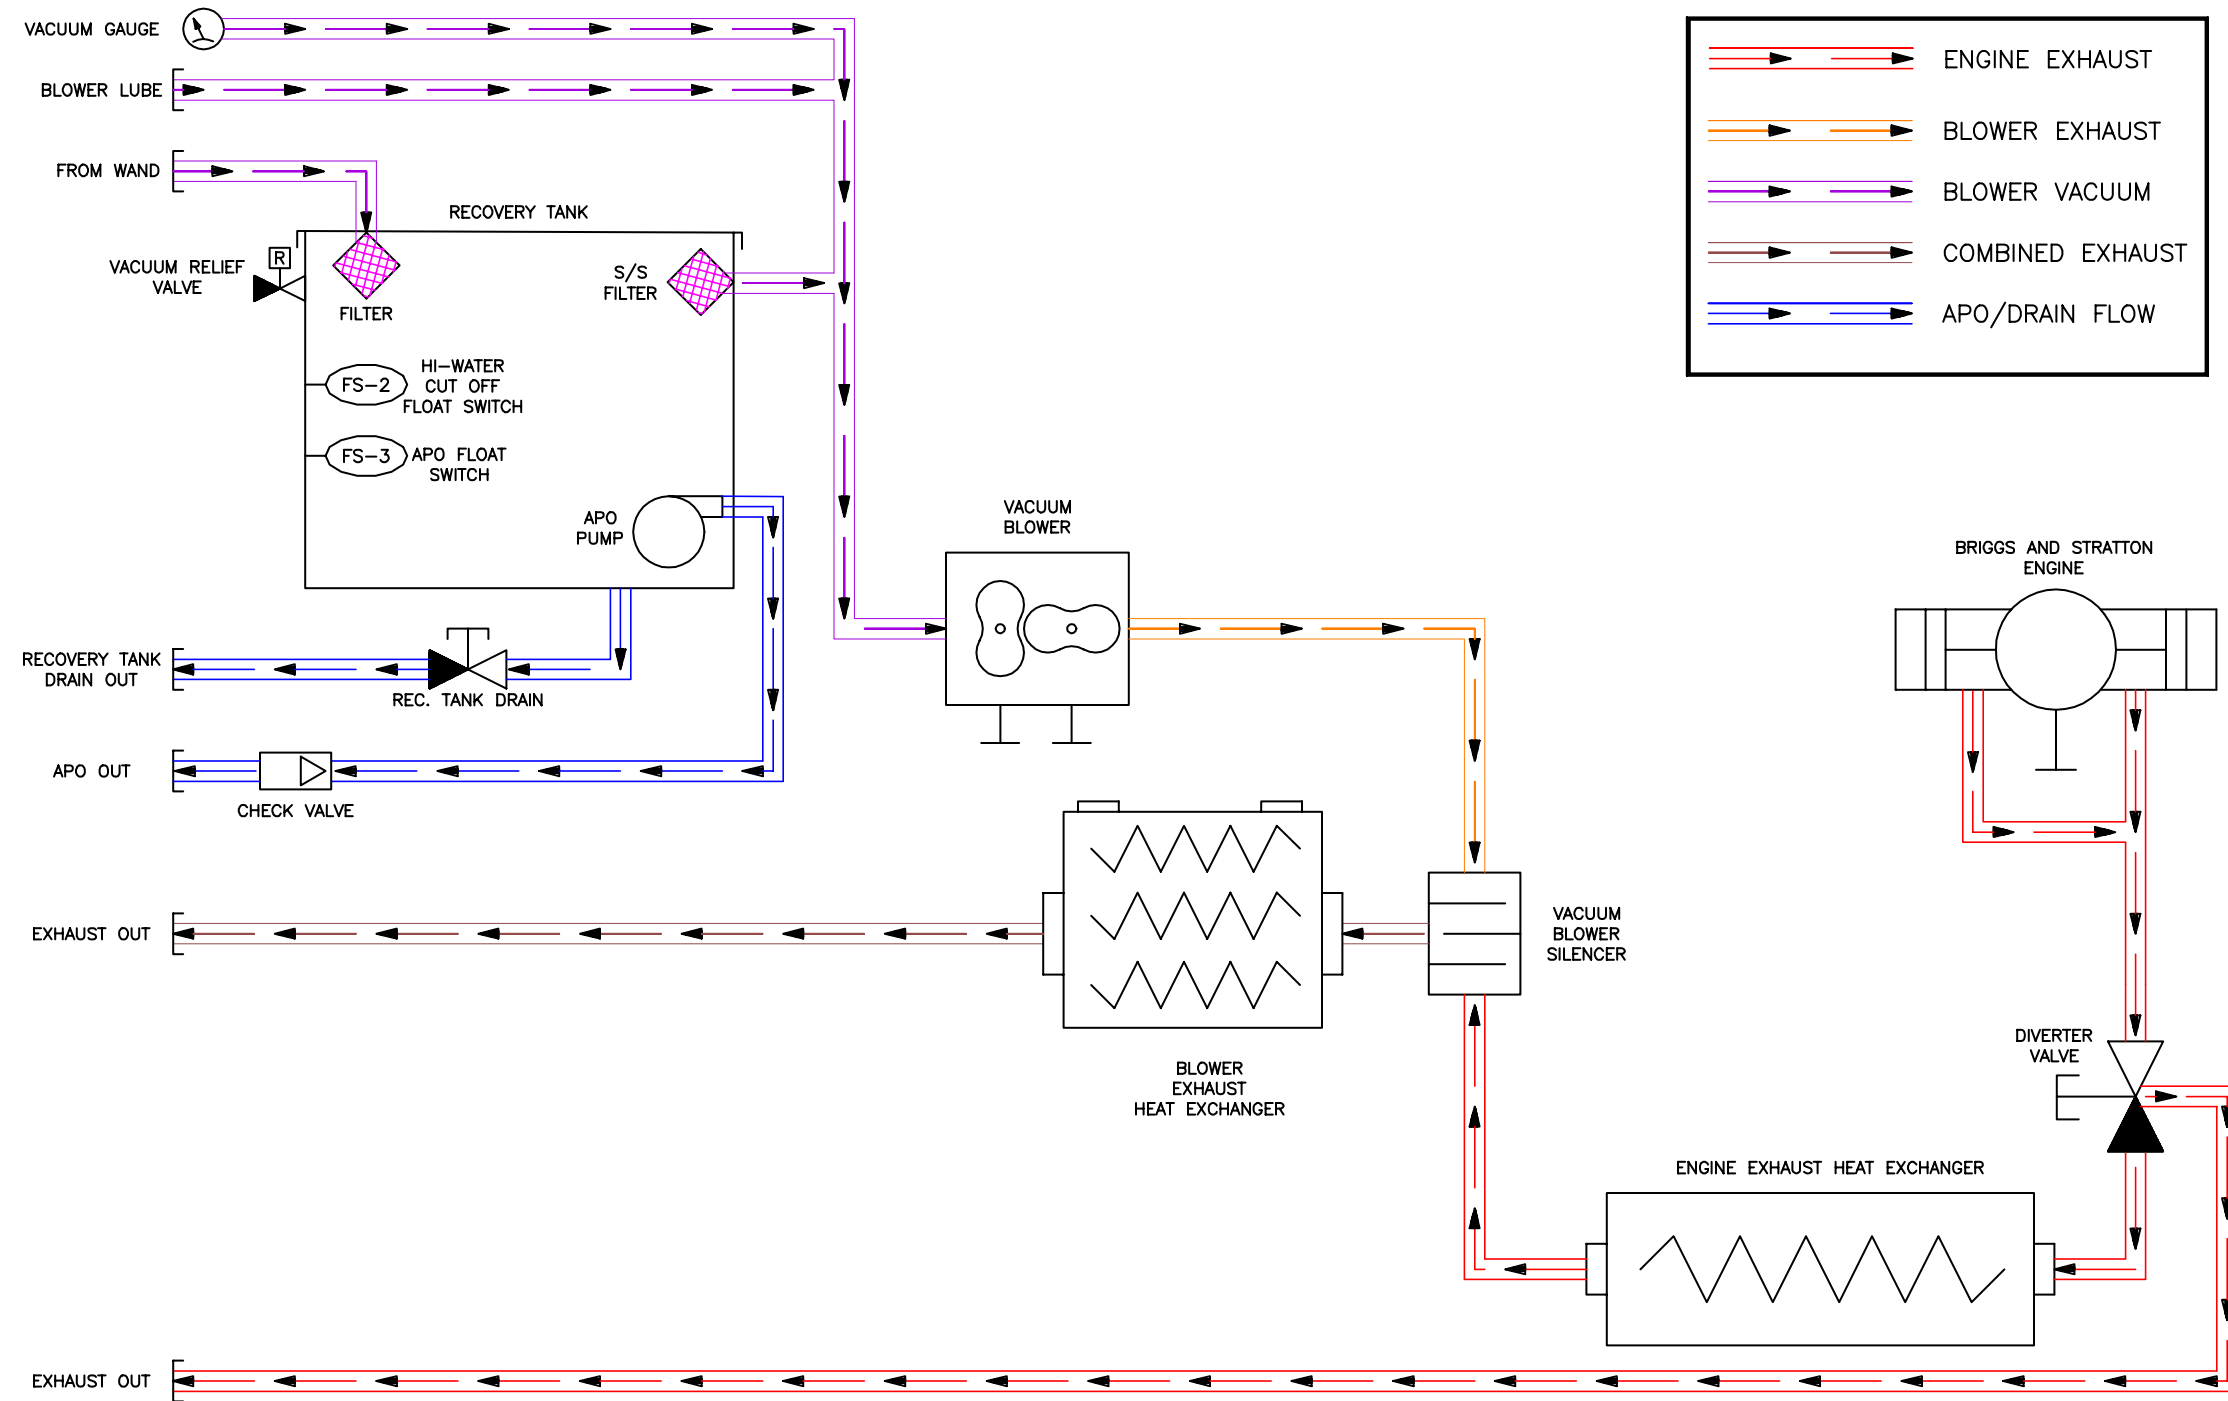 VACUUM GAUGE
BLOWER LUBE
FROM WAND
RECOVERY TANK
VACUUM RELIEF
VALVE
R
FILTER
S/S
FILTER
FS-2
HI-WATER
CUT OFF
FLOAT SWITCH
FS-3
APO FLOAT
SWITCH
APO
PUMP
RECOVERY TANK
DRAIN OUT
REC. TANK DRAIN
APO OUT
CHECK VALVE
EXHAUST OUT
VACUUM
BLOWER
BLOWER
EXHAUST
HEAT EXCHANGER
VACUUM
BLOWER
SILENCER
ENGINE EXHAUST
BLOWER EXHAUST
BLOWER VACUUM
COMBINED EXHAUST
APO/DRAIN FLOW
BRIGGS AND STRATTON
ENGINE
DIVERTER
VALVE
ENGINE EXHAUST HEAT EXCHANGER
EXHAUST OUT